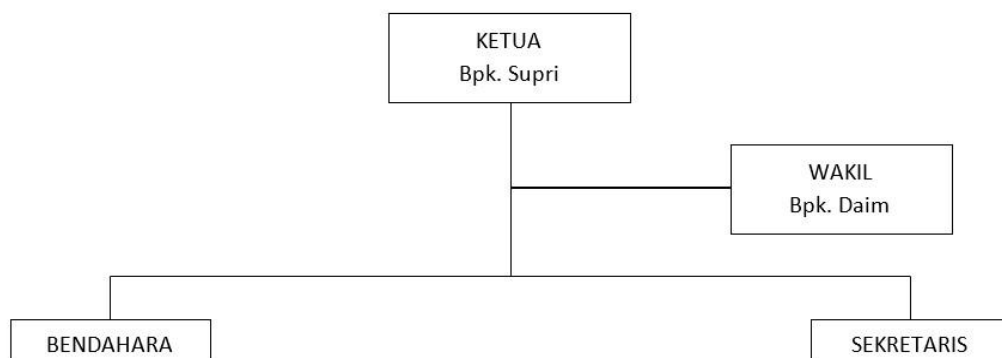 KETUA
Bpk. Supri
WAKIL
Bpk. Daim
BENDAHARA
SEKRETARIS